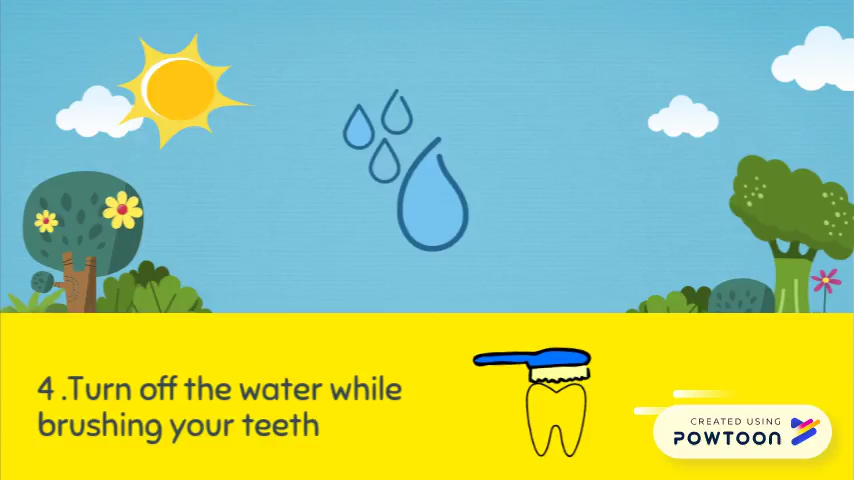 4 .Turn off the water while
brushing your teeth
CREATED USING
POWTOON